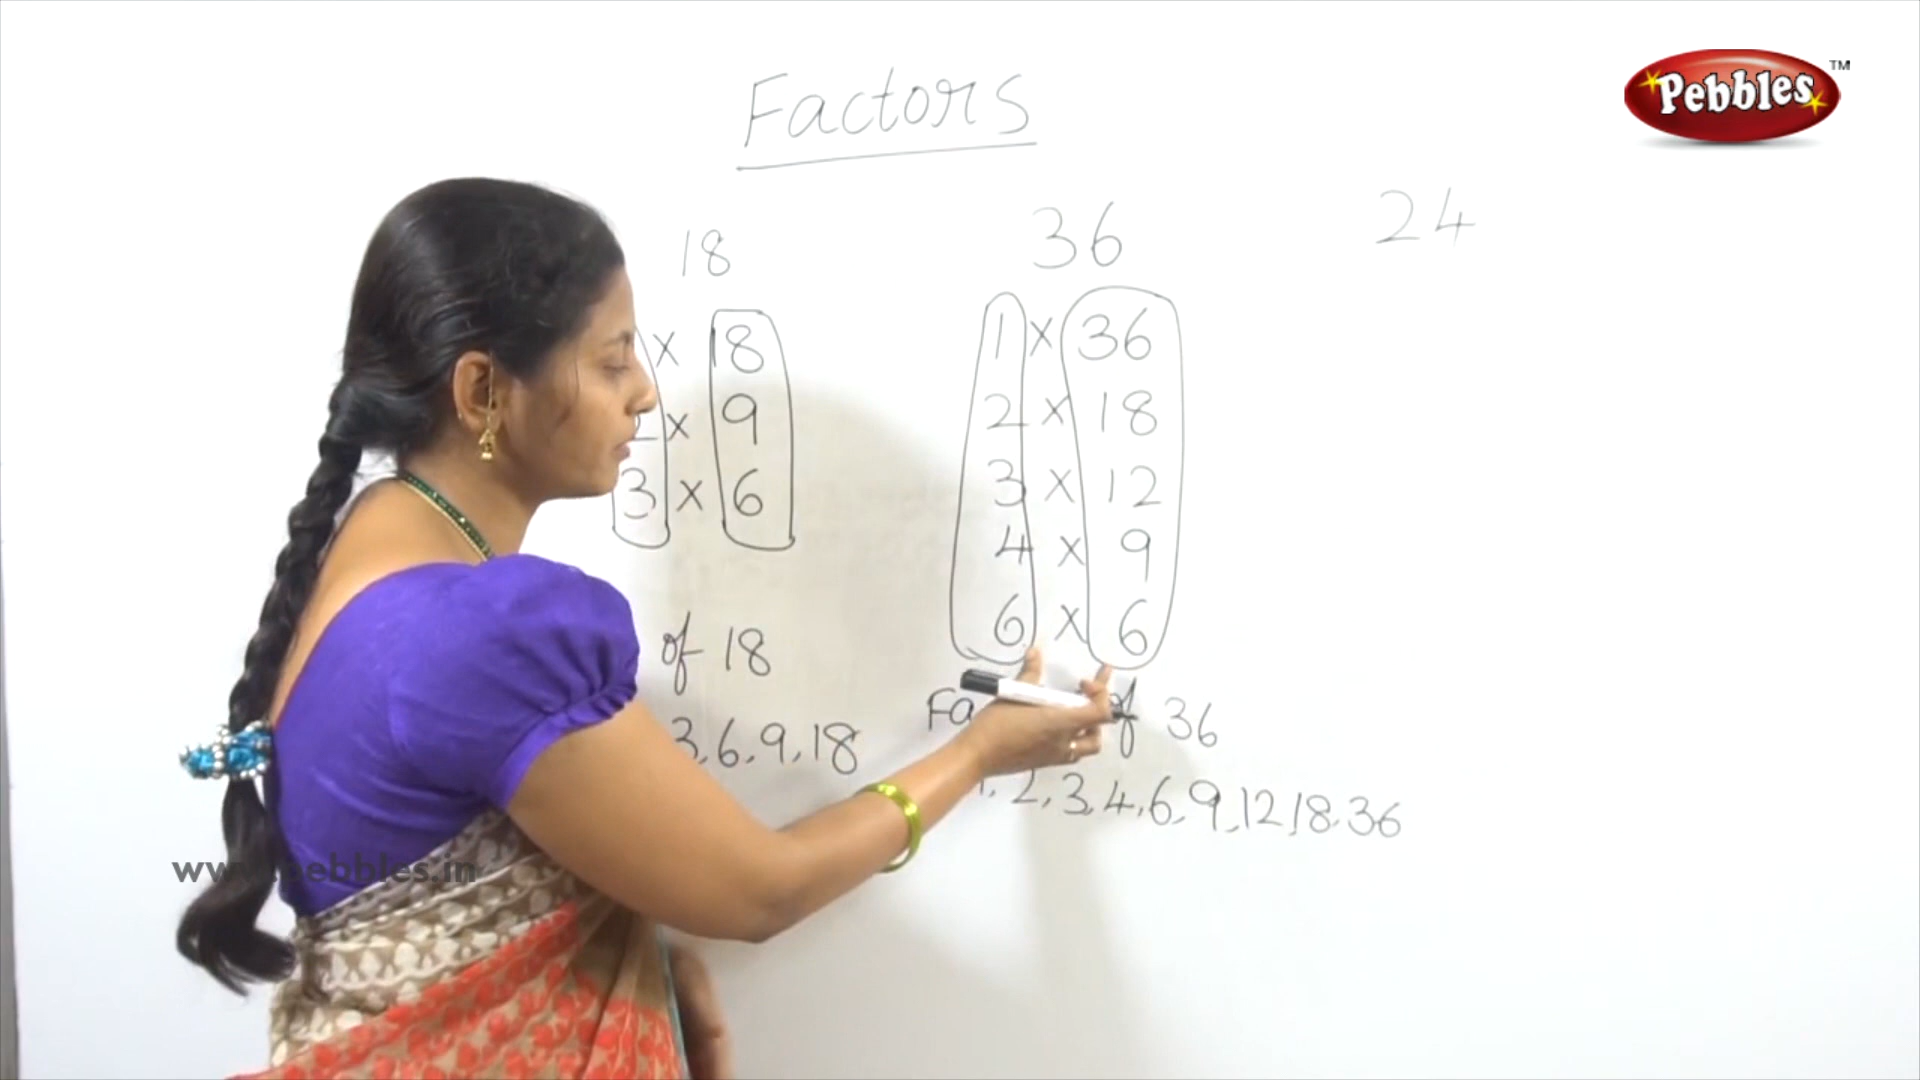 Factors
Pebbles™
18
36
24
x 18
x 9
3 x 6
1 x 36
2 x 18
3 x 12
4 x 9
6 x 6
of 18
3, 6, 9, 18
of 36
2, 3, 4, 6, 9, 12, 18, 36
www.pebbles.in